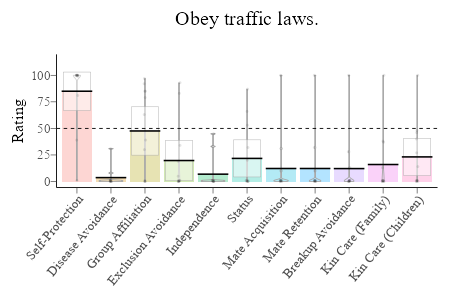 Obey traffic laws.
Rating
100
75
50
25
0
Self-Protection
Disease Avoidance
Group Affiliation
Exclusion Avoidance
Independence
Status
Mate Acquisition
Mate Retention
Breakup Avoidance
Kin Care (Family)
Kin Care (Children)